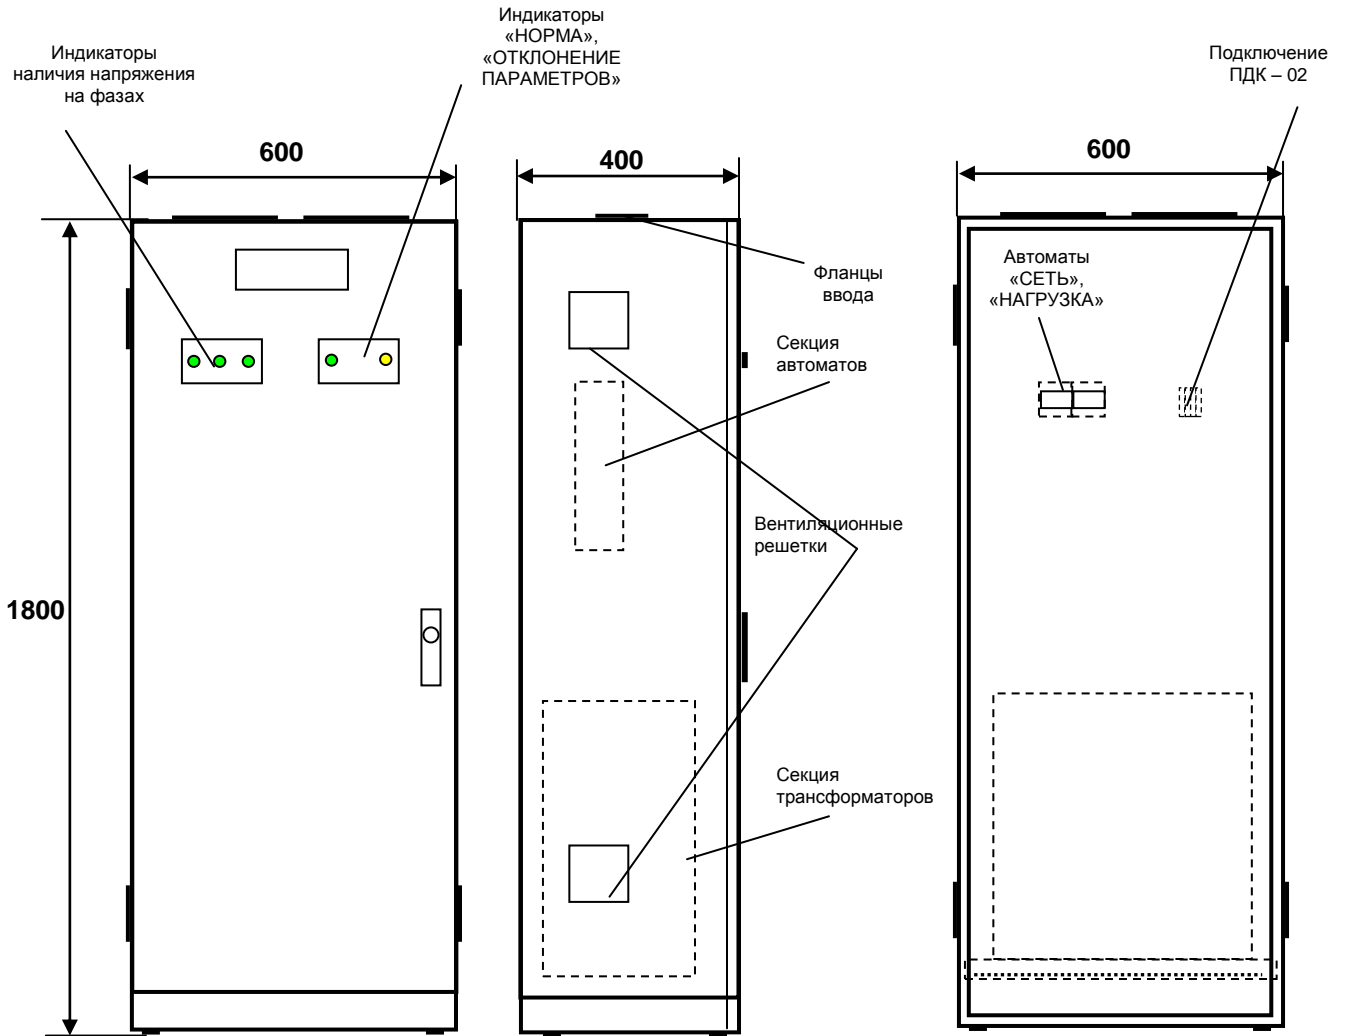 Индикаторы
«НОРМА»,
«ОТКЛОНЕНИЕ
ПАРАМЕТРОВ»
Индикаторы
наличия напряжения
на фазах
Подключение
ПДК – 02
600
400
600
Фланцы
ввода
Автоматы
«СЕТЬ»,
«НАГРУЗКА»
Секция
автоматов
Вентиляционные
решетки
1800
Секция
трансформаторов